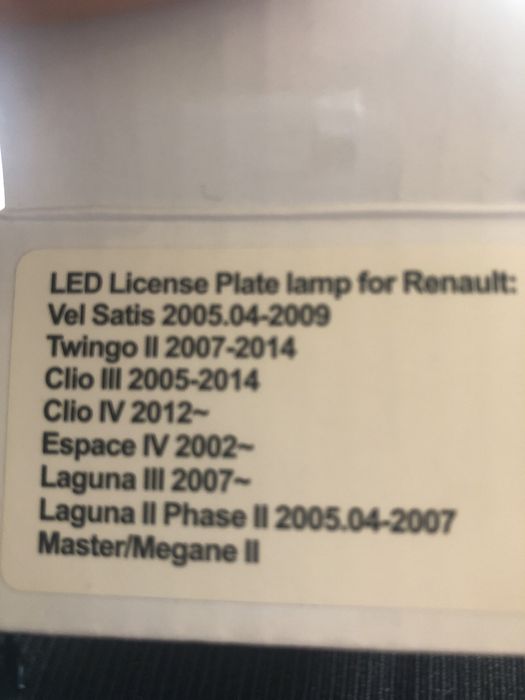 LED License Plate lamp for Renault:
Vel Satis 2005.04-2009
Twingo II 2007-2014
Clio III 2005-2014
Clio IV 2012~
Espace IV 2002~
Laguna III 2007~
Laguna II Phase II 2005.04-2007
Master/Megane II